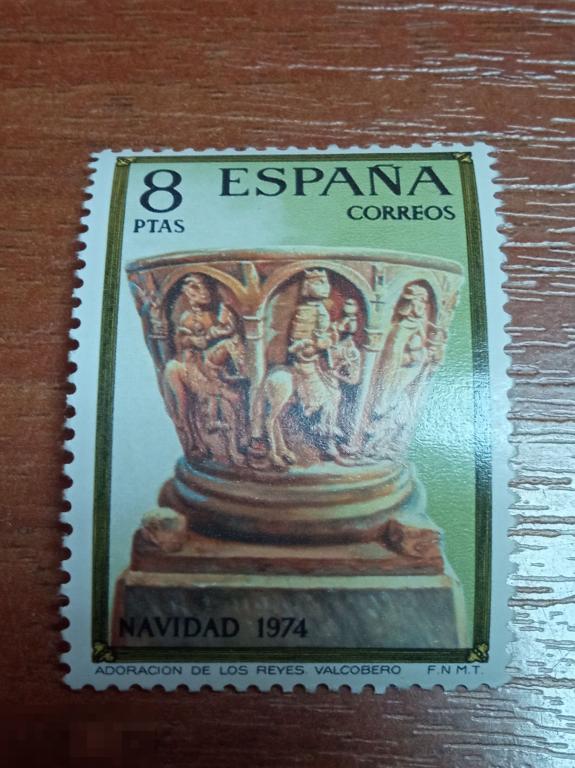 8 ESPAÑA
PTAS CORREOS
NAVIDAD 1974
ADORACION DE LOS REYES. VALCOBERO F.N.M.T.